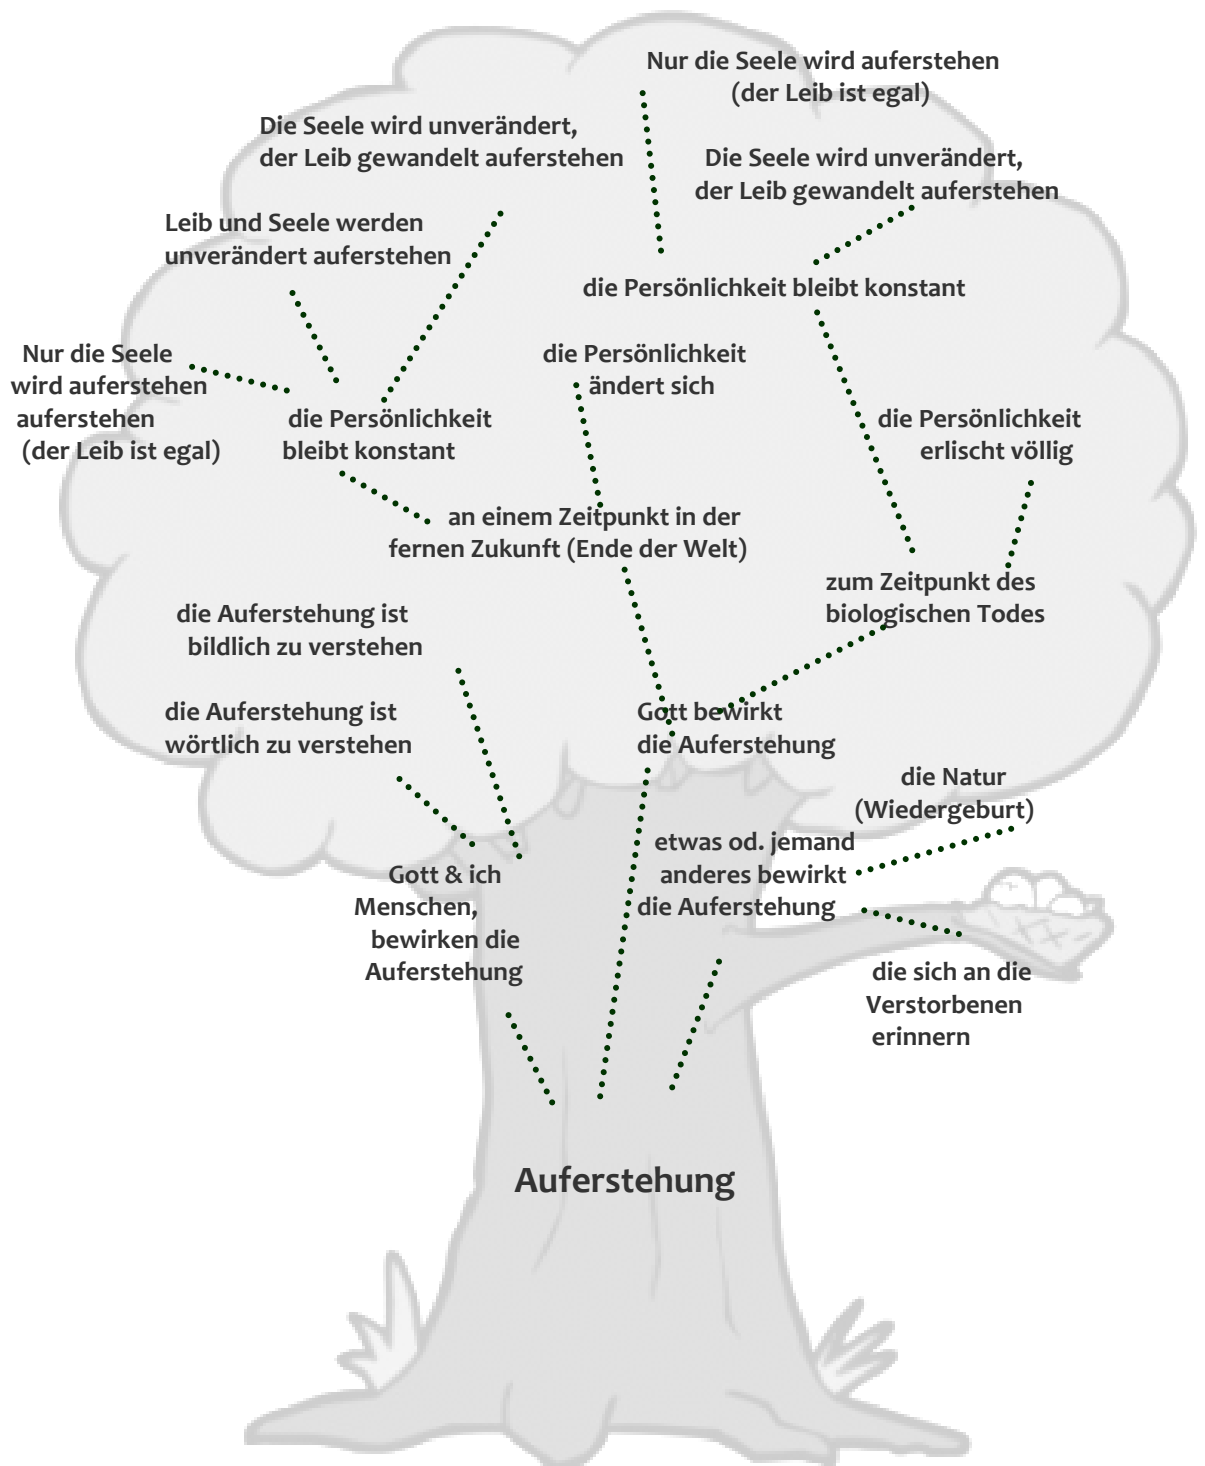 Nur die Seele wird auferstehen
(der Leib ist egal)
Die Seele wird unverändert,
der Leib gewandelt auferstehen
Die Seele wird unverändert,
der Leib gewandelt auferstehen
Leib und Seele werden
unverändert auferstehen
die Persönlichkeit bleibt konstant
Nur die Seele
wird auferstehen
auferstehen
(der Leib ist egal)
die Persönlichkeit
ändert sich
die Persönlichkeit
bleibt konstant
die Persönlichkeit
erlischt völlig
an einem Zeitpunkt in der
fernen Zukunft (Ende der Welt)
zum Zeitpunkt des
biologischen Todes
die Auferstehung ist
bildlich zu verstehen
die Auferstehung ist
wörtlich zu verstehen
Gott bewirkt
die Auferstehung
die Natur
(Wiedergeburt)
etwas od. jemand
anderes bewirkt
die Auferstehung
Gott & ich
Menschen,
bewirken die
Auferstehung
die sich an die
Verstorbenen
erinnern
Auferstehung